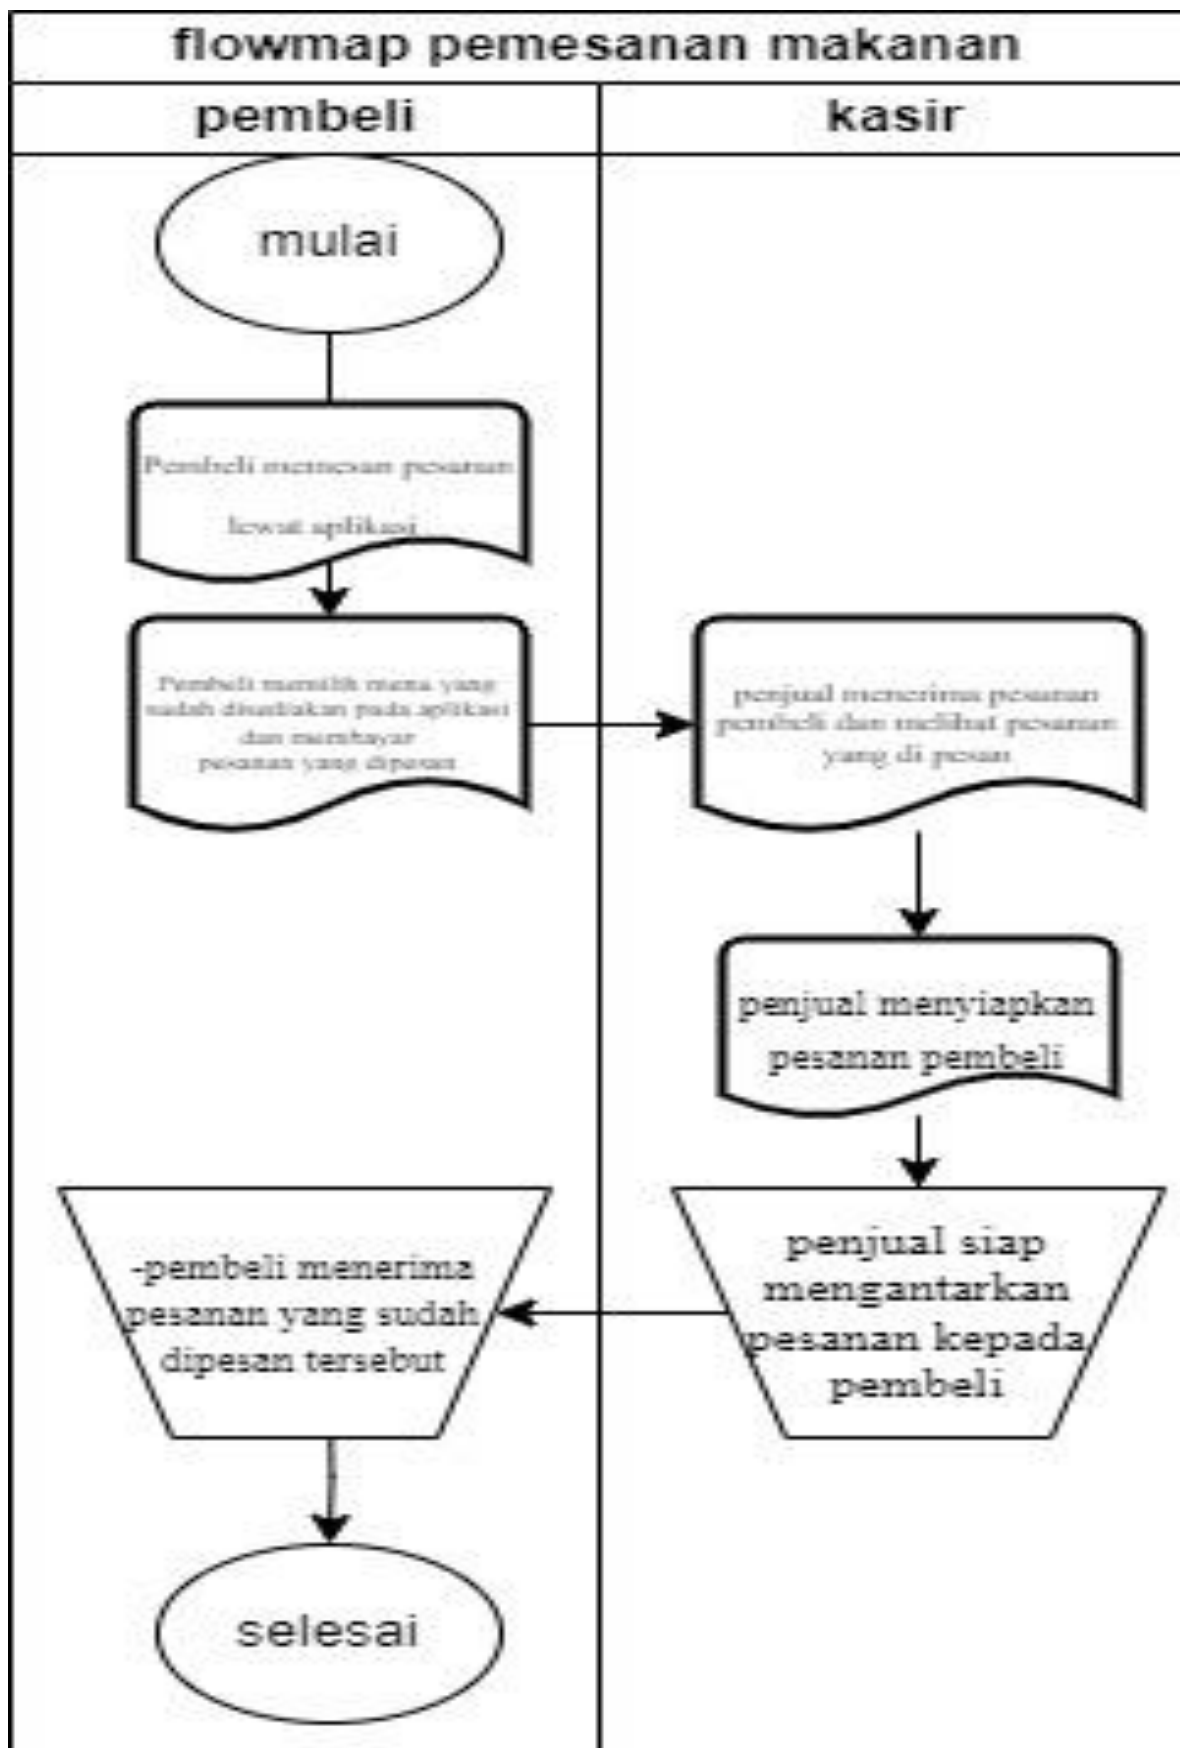 flowmap pemesanan makanan
pembeli
kasir
mulai
Pembeli memesan pesanan
lewat aplikasi
Pembeli memilih menu yang
sudah disediakan pada aplikasi
dan membayar
pesanan yang dipesan
penjual menerima pesanan
pembeli dan melihat pesanan
yang di pesan
penjual menyiapkan
pesanan pembeli
penjual siap
mengantarkan
pesanan kepada
pembeli
-pembeli menerima
pesanan yang sudah
dipesan tersebut
selesai